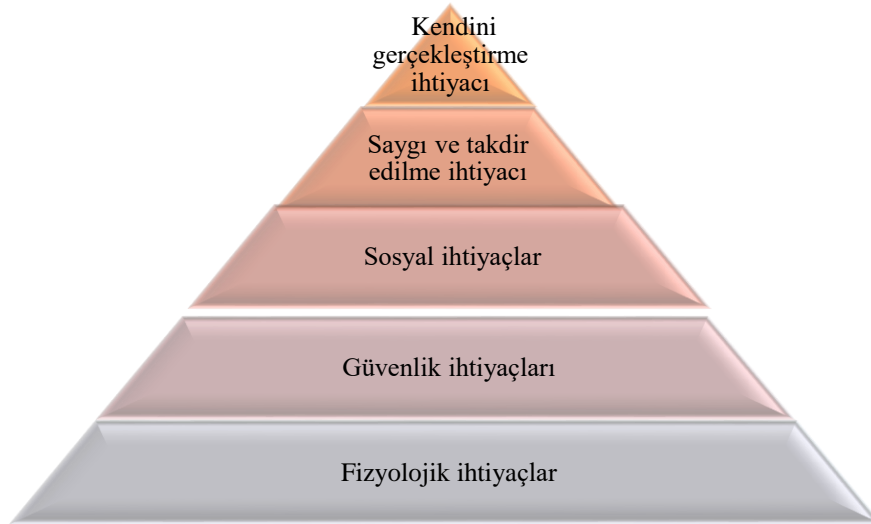 Kendini
gerçekleştirme
ihtiyacı
Saygı ve takdir
edilme ihtiyacı
Sosyal ihtiyaçlar
Güvenlik ihtiyaçları
Fizyolojik ihtiyaçlar